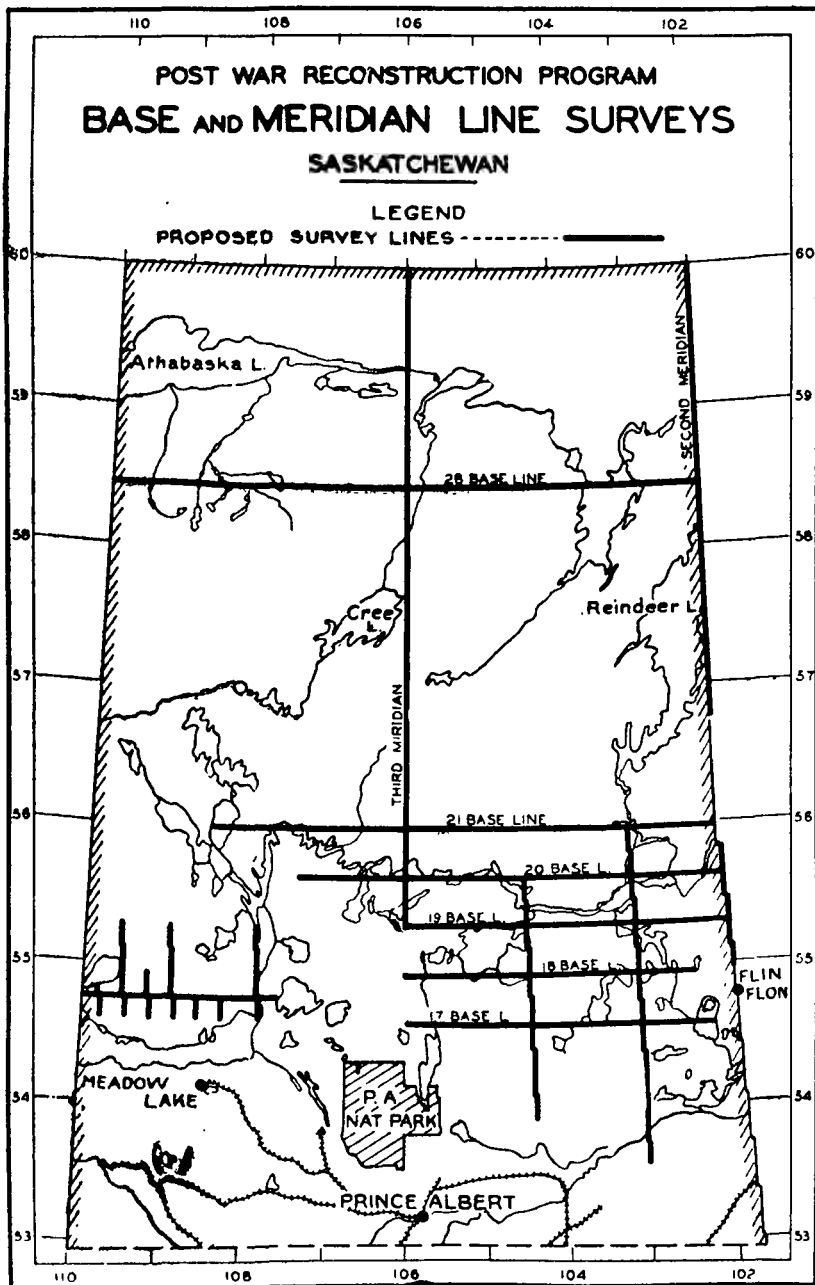 110 108 106 104 102
POST WAR RECONSTRUCTION PROGRAM
BASE AND MERIDIAN LINE SURVEYS
SASKATCHEWAN
LEGEND
PROPOSED SURVEY LINES
60 60
Athabaska L.
59 59
SECOND MERIDIAN
28 BASE LINE
58 58
Cree
L.
Reindeer L.
57 57
THIRD MIRIDIAN
56 56
21 BASE LINE
20 BASE L.
19 BASE L.
55 55
18 BASE L.
FLIN
FLON
17 BASE L
54 54
MEADOW
LAKE
P. A.
NAT PARK
PRINCE ALBERT
53 53
110 108 106 104 102